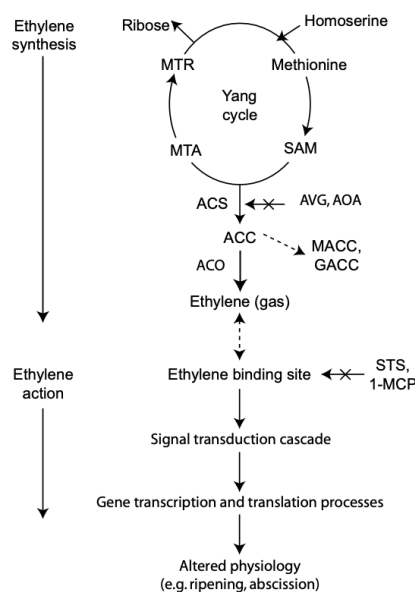 Ethylene
synthesis
Ribose
Homoserine
MTR
Methionine
Yang
cycle
MTA
SAM
ACS
AVG, AOA
ACC
MACC,
GACC
ACO
Ethylene (gas)
Ethylene
action
Ethylene binding site
STS,
1-MCP
Signal transduction cascade
Gene transcription and translation processes
Altered physiology
(e.g. ripening, abscission)